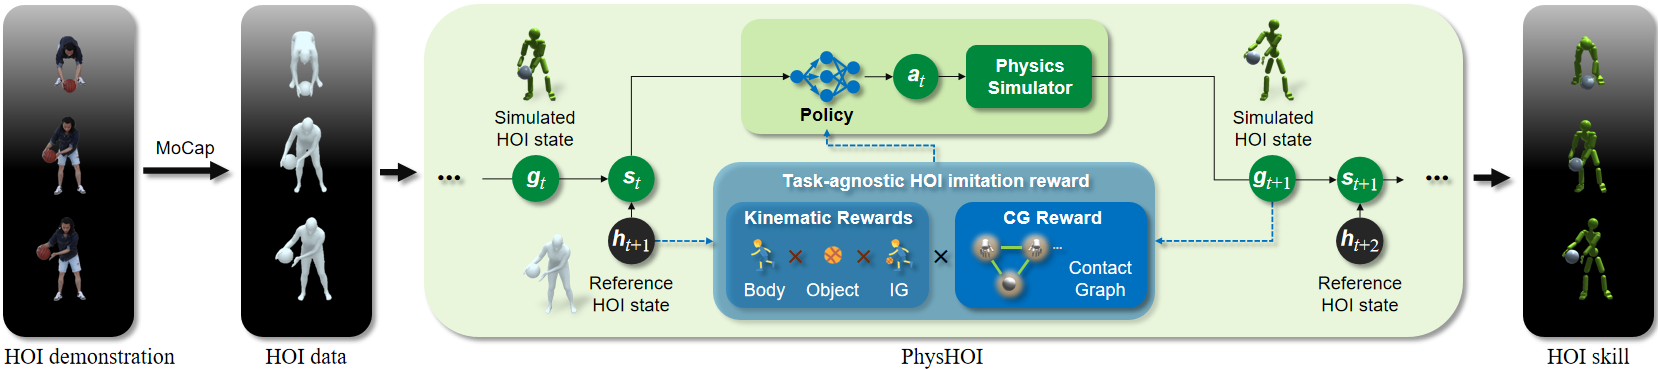 MoCap
Simulated
HOI state
...
g_t
s_t
h_{t+1}
Reference
HOI state
Policy
a_t
Physics
Simulator
Task-agnostic HOI imitation reward
Kinematic Rewards
× × ×
Body Object IG
CG Reward
...
Contact
Graph
Simulated
HOI state
g_{t+1}
s_{t+1}
...
h_{t+2}
Reference
HOI state
HOI demonstration
HOI data
PhysHOI
HOI skill